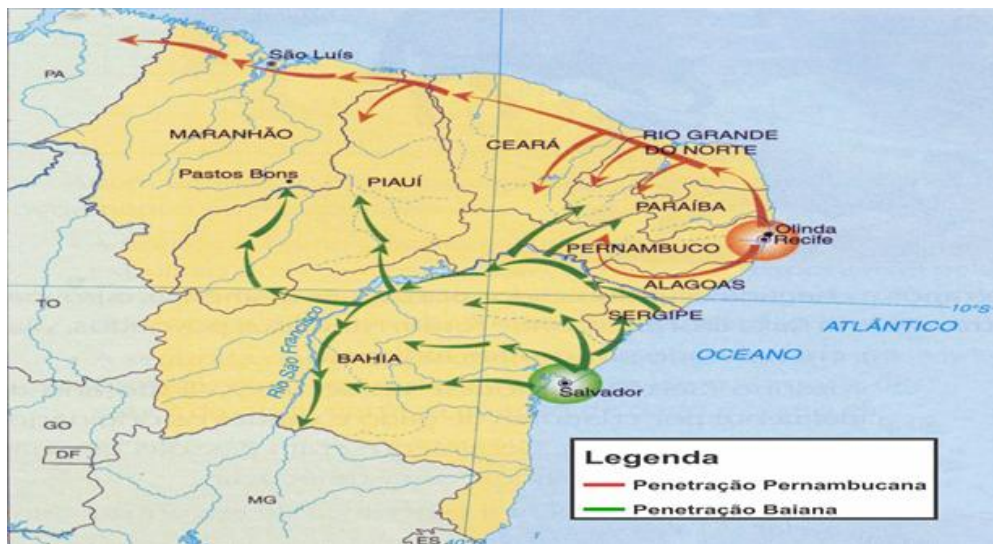 PA
São Luís
MARANHÃO
CEARÁ
RIO GRANDE
DO NORTE
Pastos Bons
PIAUÍ
PARAÍBA
Olinda
Recife
PERNAMBUCO
ALAGOAS
TO
SERGIPE
10°S
ATLÂNTICO
OCEANO
Rio São Francisco
BAHIA
Salvador
GO
DF
MG
ES
Legenda
Penetração Pernambucana
Penetração Baiana